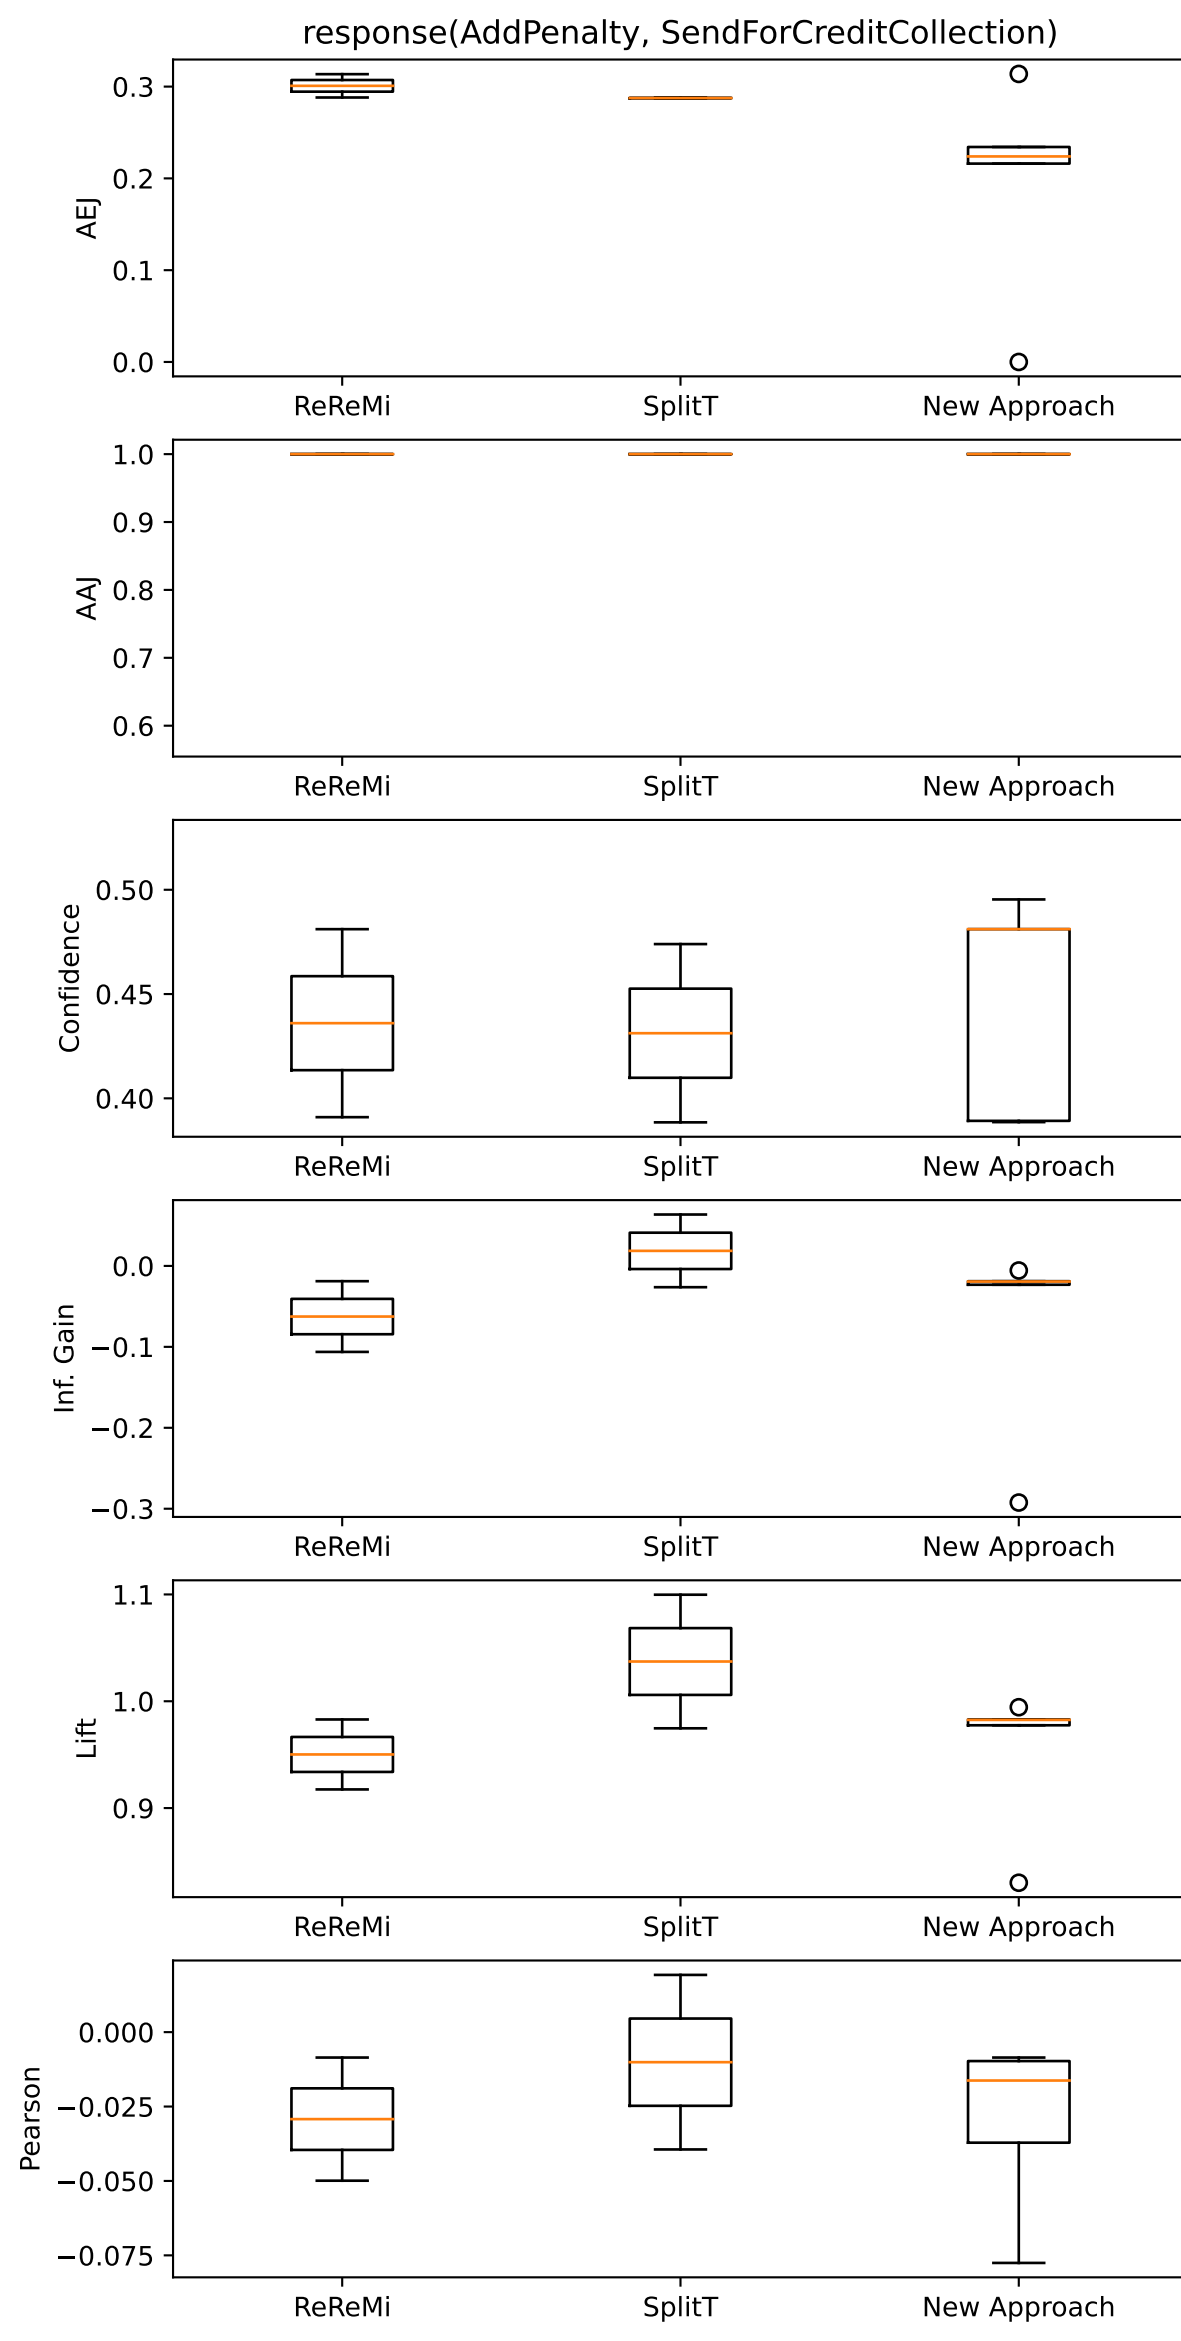 response(AddPenalty, SendForCreditCollection)
0.3
0.2
0.1
0.0
AEJ
ReReMi SplitT New Approach
1.0
0.9
0.8
0.7
0.6
AAJ
ReReMi SplitT New Approach
0.50
0.45
0.40
Confidence
ReReMi SplitT New Approach
0.0
−0.1
−0.2
−0.3
Inf. Gain
ReReMi SplitT New Approach
1.1
1.0
0.9
Lift
ReReMi SplitT New Approach
0.000
−0.025
−0.050
−0.075
Pearson
ReReMi SplitT New Approach